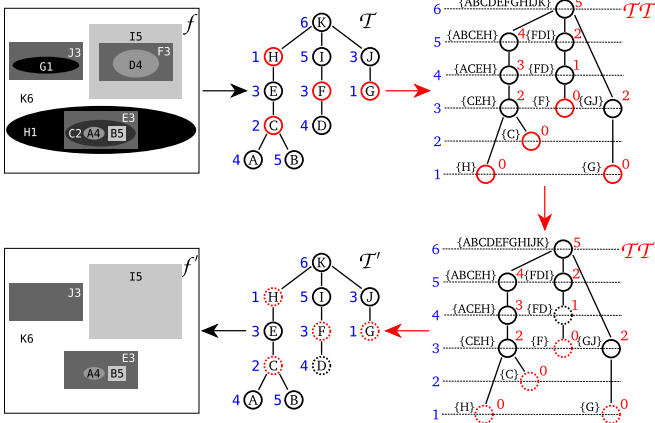 f
J3
G1
I5
F3
D4
K6
H1
E3
C2
A4
B5
6 K T
1 H 5 I 3 J
3 E 3 F 1 G
2 C 4 D
4 A 5 B
6 {ABCDEFGHIJK} 5 TT
5 {ABCEH} 4 {FDI} 2
4 {ACEH} 3 {FD} 1
3 {CEH} 2 {F} 0 {GJ} 2
2 {C} 0
1 {H} 0 {G} 0
f'
J3
I5
K6
E3
A4
B5
6 K T'
1 H 5 I 3 J
3 E 3 F 1 G
2 C 4 D
4 A 5 B
6 {ABCDEFGHIJK} 5 TT
5 {ABCEH} 4 {FDI} 2
4 {ACEH} 3 {FD} 1
3 {CEH} 2 {F} 0 {GJ} 2
2 {C} 0
1 {H} 0 {G} 0